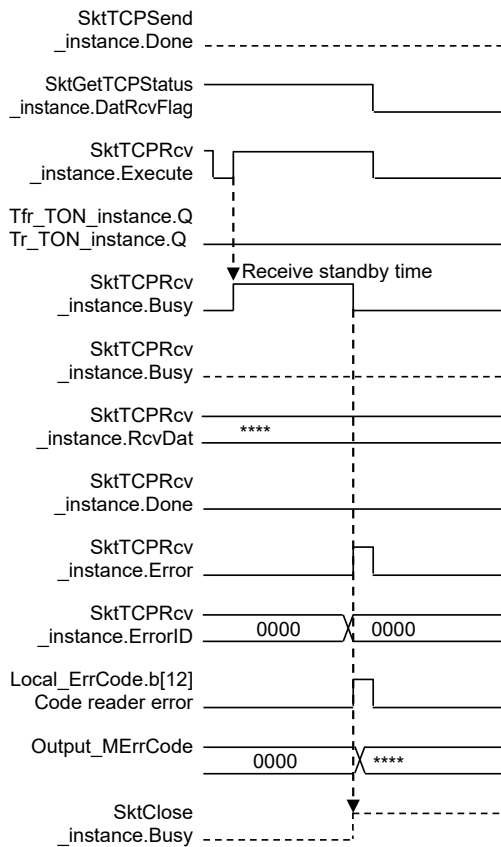 SktTCPSend
_instance.Done
SktGetTCPStatus
_instance.DatRcvFlag
SktTCPRcv
_instance.Execute
Tfr_TON_instance.Q
Tr_TON_instance.Q
Receive standby time
SktTCPRcv
_instance.Busy
SktTCPRcv
_instance.Busy
SktTCPRcv
_instance.RcvDat
****
SktTCPRcv
_instance.Done
SktTCPRcv
_instance.Error
SktTCPRcv
_instance.ErrorID
0000 0000
Local_ErrCode.b[12]
Code reader error
Output_MErrCode
0000 ****
SktClose
_instance.Busy